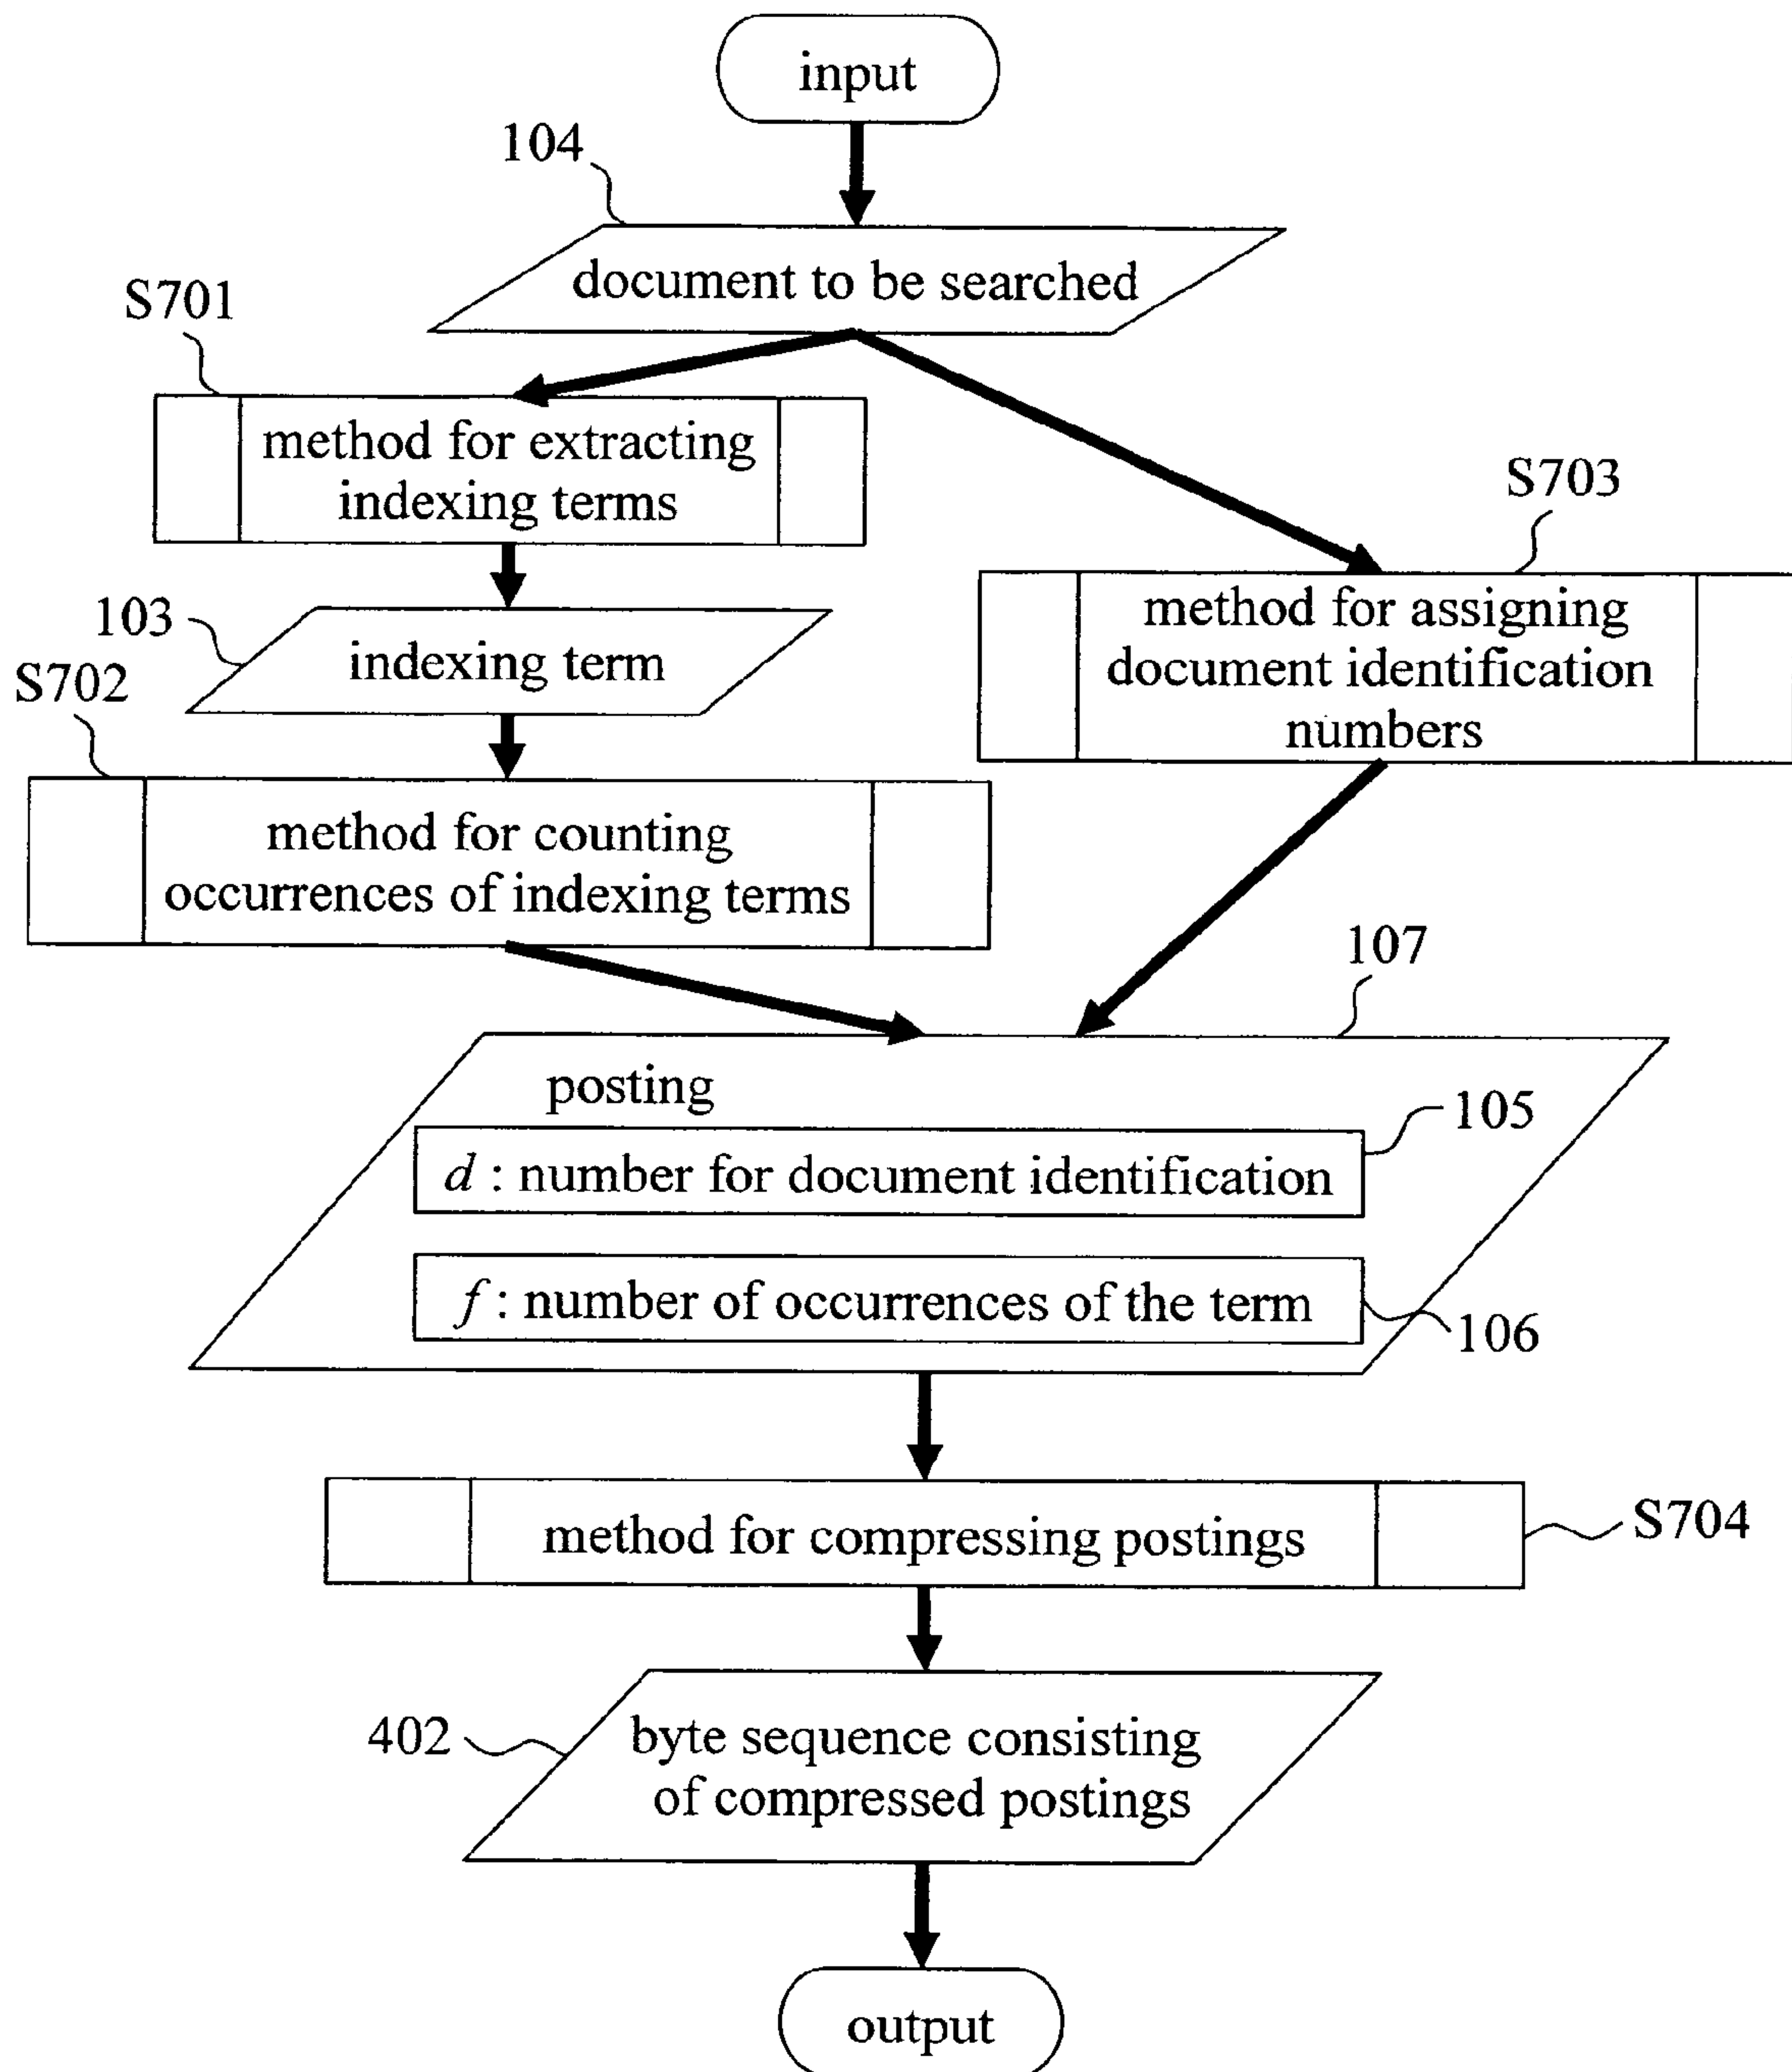 input
104
document to be searched
S701
method for extracting
indexing terms
S703
method for assigning
document identification
numbers
103
indexing term
S702
method for counting
occurrences of indexing terms
107
posting
105
d : number for document identification
f : number of occurrences of the term
106
method for compressing postings
S704
402
byte sequence consisting
of compressed postings
output